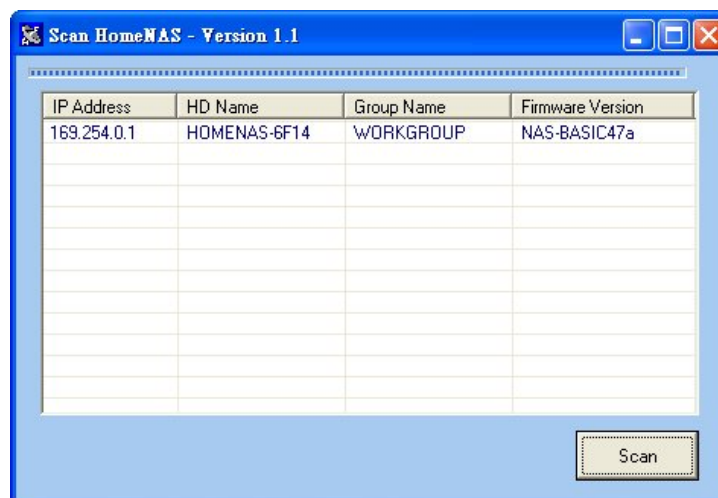 Scan HomeNAS - Version 1.1
IP Address HD Name Group Name Firmware Version
169.254.0.1 HOMENAS-6F14 WORKGROUP NAS-BASIC47a
Scan